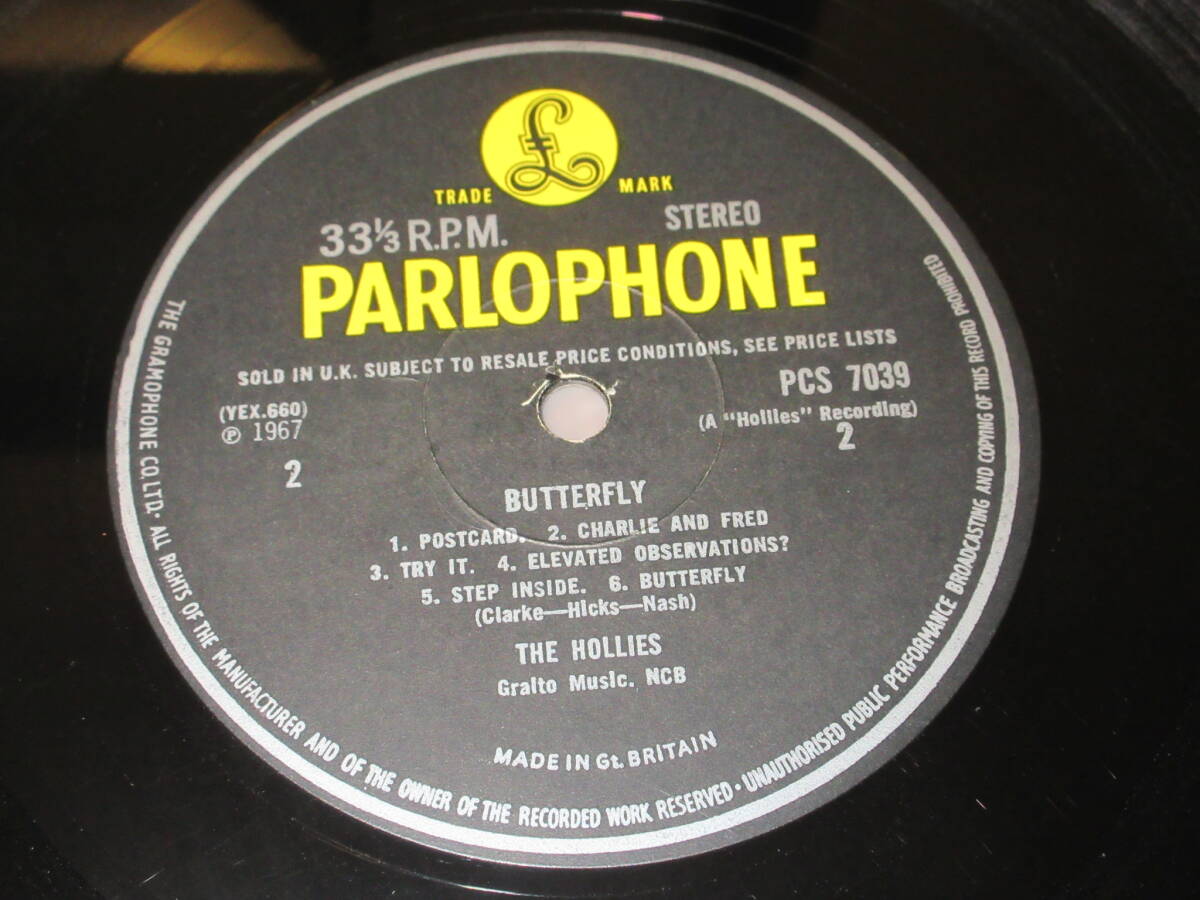 £
TRADE MARK
33⅓ R.P.M.
STEREO
PARLOPHONE
SOLD IN U.K. SUBJECT TO RESALE PRICE CONDITIONS, SEE PRICE LISTS
(YEX.660)
℗ 1967
2
PCS 7039
(A "Hollies" Recording)
2
BUTTERFLY
1. POSTCARD. 2. CHARLIE AND FRED
3. TRY IT. 4. ELEVATED OBSERVATIONS?
5. STEP INSIDE. 6. BUTTERFLY
(Clarke—Hicks—Nash)
THE HOLLIES
Gralto Music. NCB
MADE IN Gt. BRITAIN
THE GRAMOPHONE CO. LTD. · ALL RIGHTS OF THE MANUFACTURER AND OF THE OWNER OF THE RECORDED WORK RESERVED · UNAUTHORISED PUBLIC PERFORMANCE BROADCASTING AND COPYING OF THIS RECORD PROHIBITED